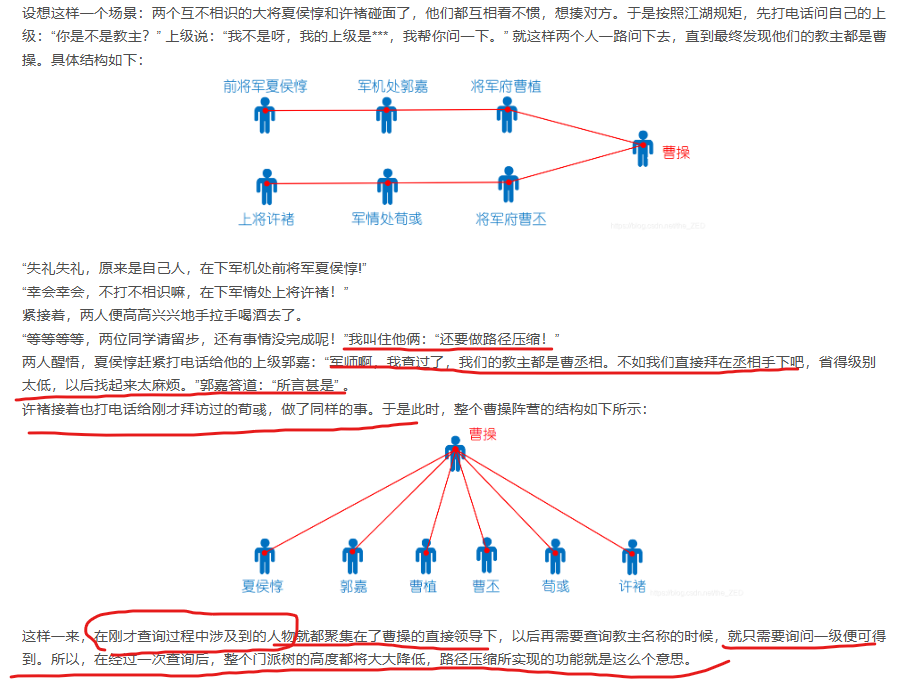 设想这样一个场景：两个互不相识的大将夏侯惇和许褚碰面了，他们都互相看不惯，想揍对方。于是按照江湖规矩，先打电话问自己的上
级：“你是不是教主？” 上级说：“我不是呀，我的上级是***，我帮你问一下。” 就这样两个人一路问下去，直到最终发现他们的教主都是曹
操。具体结构如下：
前将军夏侯惇 军机处郭嘉 将军府曹植
曹操
上将许褚 军情处荀彧 将军府曹丕
“失礼失礼，原来是自己人，在下军机处前将军夏侯惇!”
“幸会幸会，不打不相识嘛，在下军情处上将许褚！”
紧接着，两人便高高兴兴地手拉手喝酒去了。
“等等等等，两位同学请留步，还有事情没完成呢！”我叫住他俩：“还要做路径压缩！”
两人醒悟，夏侯惇赶紧打电话给他的上级郭嘉：“军师啊，我查过了，我们的教主都是曹丞相。不如我们直接拜在丞相手下吧，省得级别
太低，以后找起来太麻烦。”郭嘉答道：“所言甚是”。
许褚接着也打电话给刚才拜访过的荀彧，做了同样的事。于是此时，整个曹操阵营的结构如下所示：
曹操
夏侯惇 郭嘉 曹植 曹丕 荀彧 许褚
这样一来，在刚才查询过程中涉及到的人物就都聚集在了曹操的直接领导下，以后再需要查询教主名称的时候，就只需要询问一级便可得
到。所以，在经过一次查询后，整个门派树的高度都将大大降低，路径压缩所实现的功能就是这么个意思。